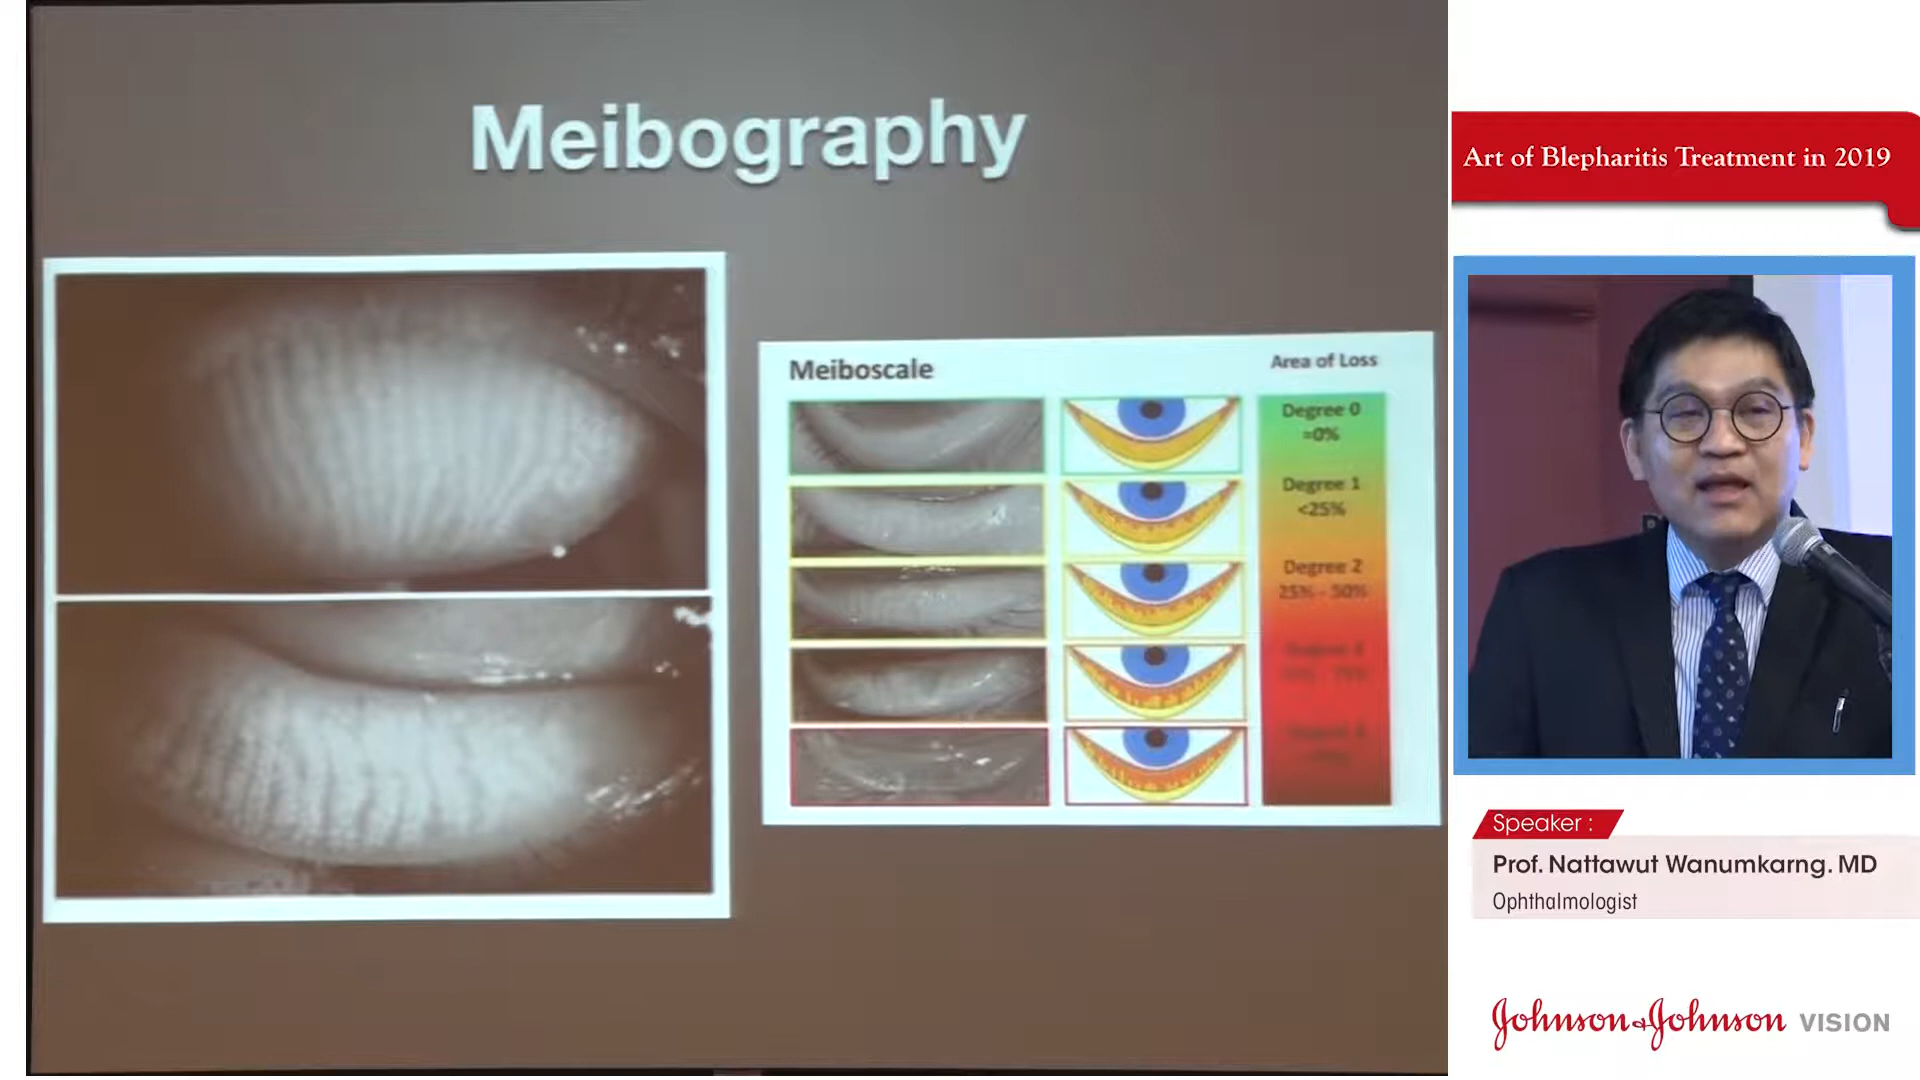 Meibography
Meiboscale
Area of Loss
Degree 0
≈0%
Degree 1
<25%
Degree 2
25% - 50%
Art of Blepharitis Treatment in 2019
Speaker :
Prof. Nattawut Wanumkarng. MD
Ophthalmologist
Johnson & Johnson VISION